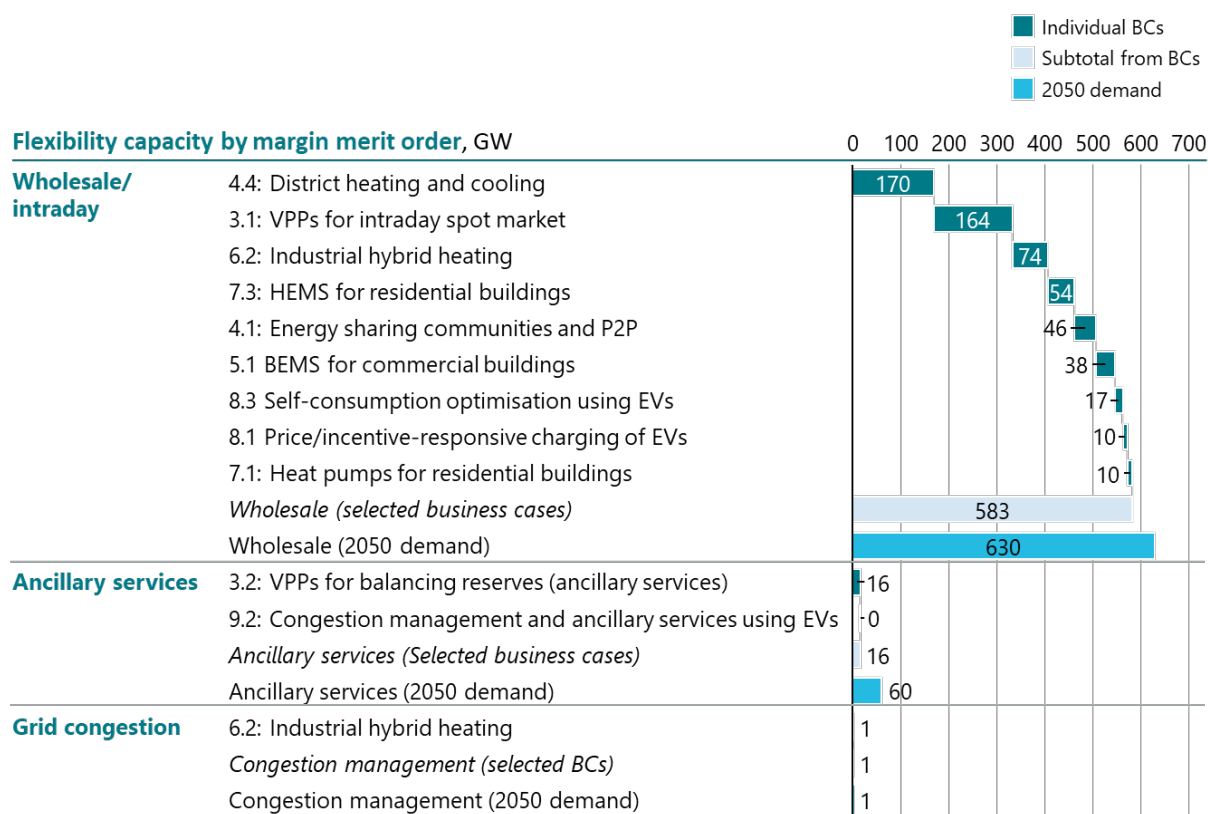 Individual BCs
Subtotal from BCs
2050 demand
Flexibility capacity by margin merit order, GW
0 100 200 300 400 500 600 700
Wholesale/
intraday
4.4: District heating and cooling 170
3.1: VPPs for intraday spot market 164
6.2: Industrial hybrid heating 74
7.3: HEMS for residential buildings 54
4.1: Energy sharing communities and P2P 46
5.1 BEMS for commercial buildings 38
8.3 Self-consumption optimisation using EVs 17
8.1 Price/incentive-responsive charging of EVs 10
7.1: Heat pumps for residential buildings 10
Wholesale (selected business cases) 583
Wholesale (2050 demand) 630
Ancillary services 3.2: VPPs for balancing reserves (ancillary services) 16
9.2: Congestion management and ancillary services using EVs 0
Ancillary services (Selected business cases) 16
Ancillary services (2050 demand) 60
Grid congestion 6.2: Industrial hybrid heating 1
Congestion management (selected BCs) 1
Congestion management (2050 demand) 1